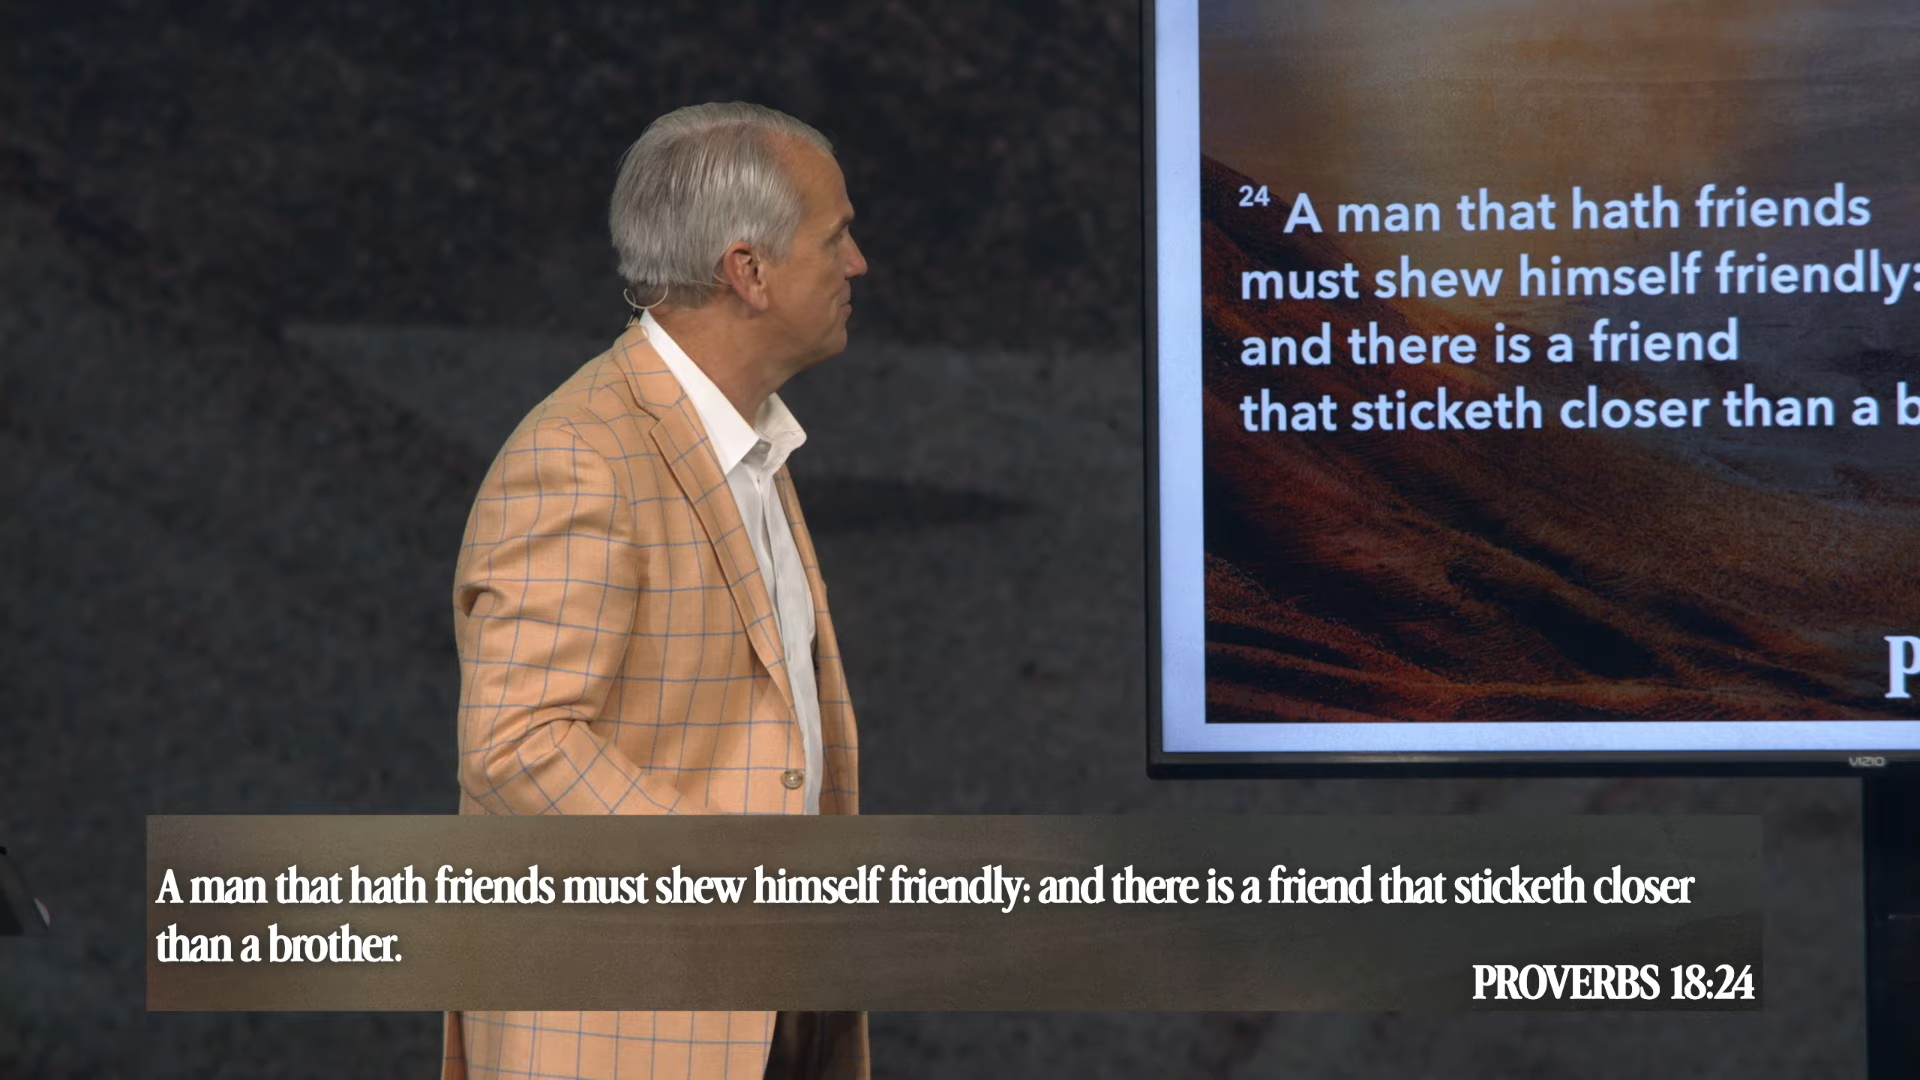 24 A man that hath friends
must shew himself friendly:
and there is a friend
that sticketh closer than a b
P
VIZIO
A man that hath friends must shew himself friendly: and there is a friend that sticketh closer
than a brother.
PROVERBS 18:24